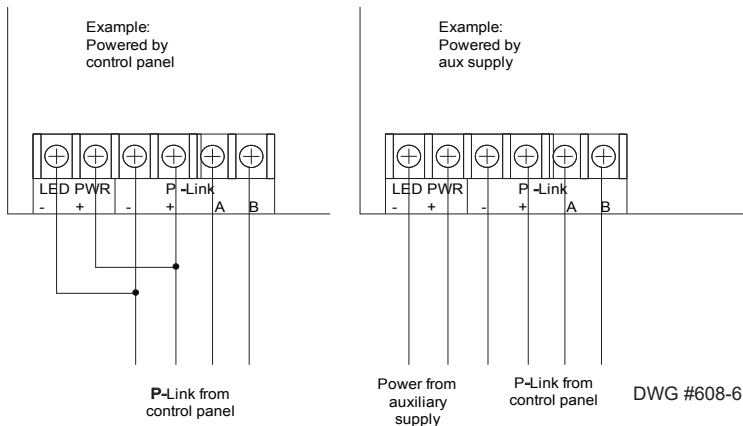 Example:
Powered by
control panel
LED PWR P -Link
- + - + A B
P-Link from
control panel
Example:
Powered by
aux supply
LED PWR P -Link
- + - + A B
Power from
auxiliary
supply
P-Link from
control panel
DWG #608-6